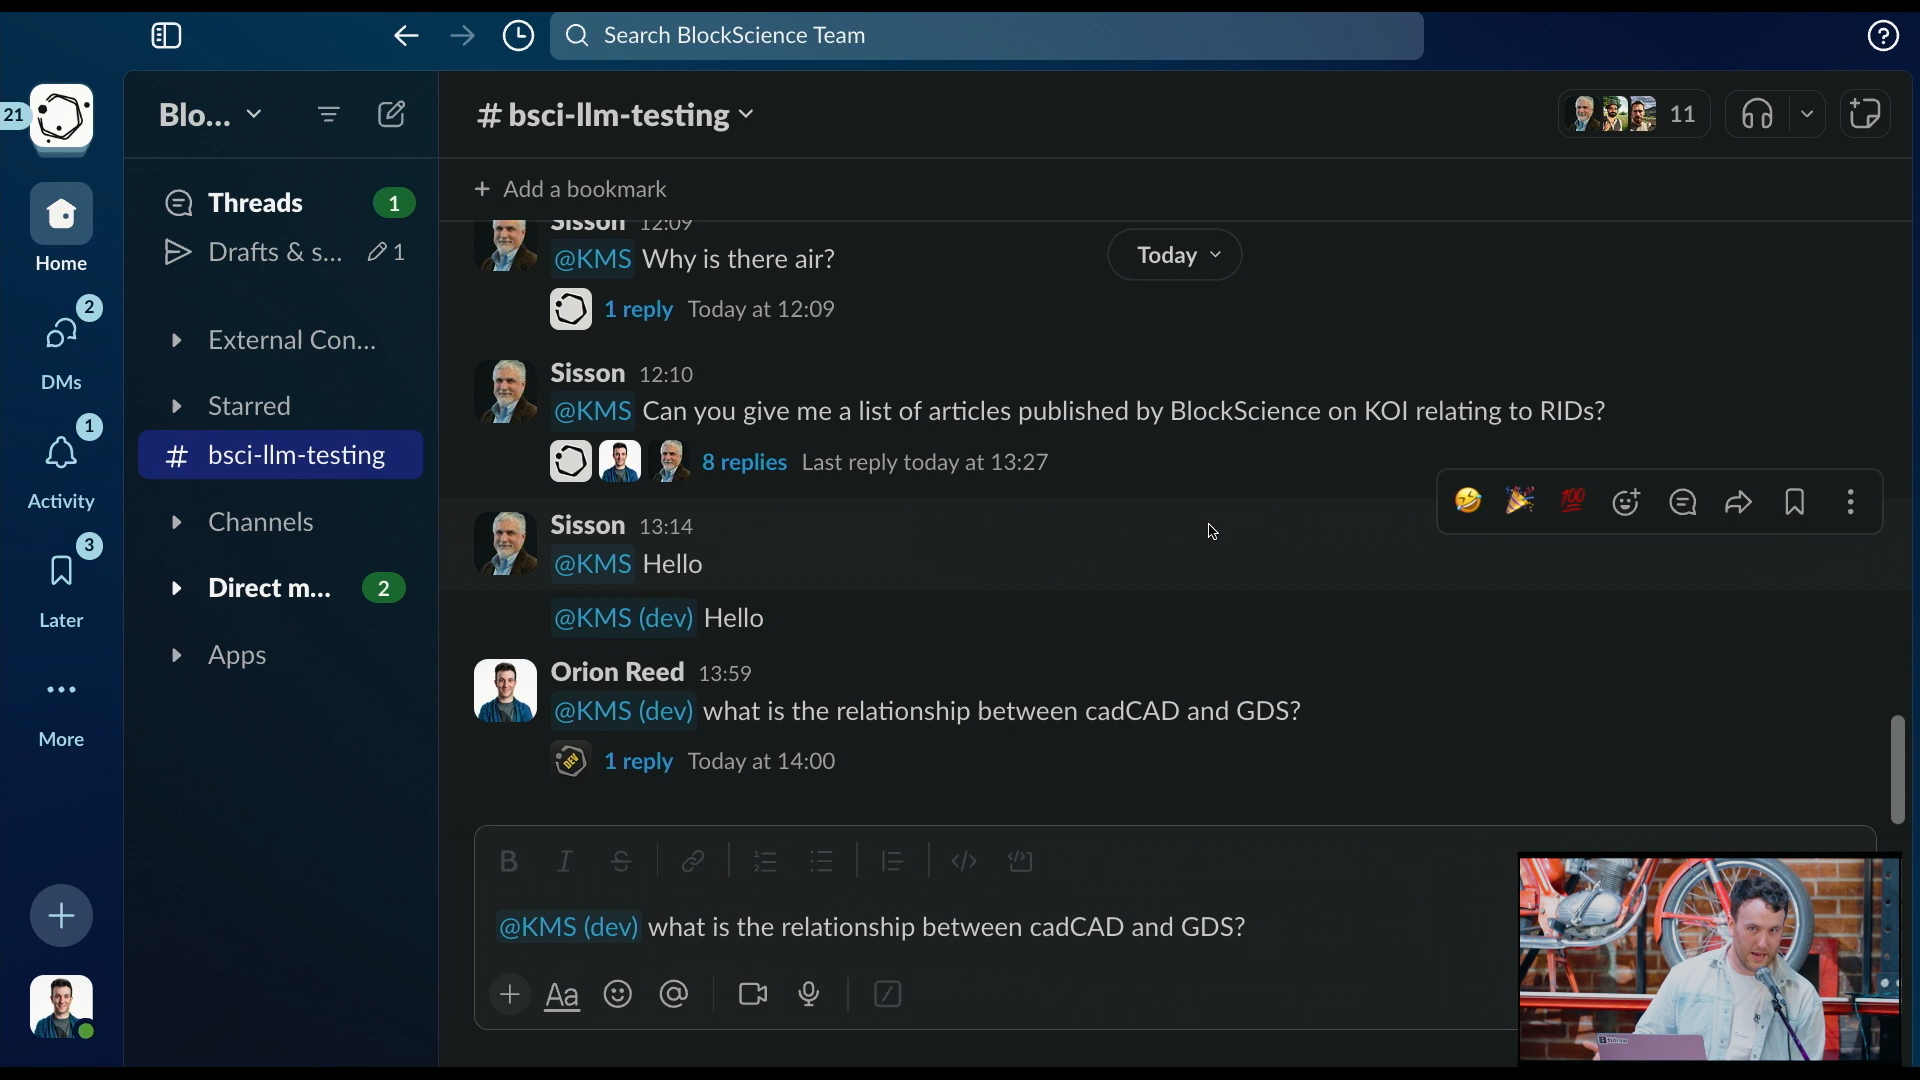 Search BlockScience Team
21
Blo...
# bsci-llm-testing
11
Add a bookmark
Threads 1
Drafts & s... 1
Home
2
DMs
1
Activity
3
Later
More
External Con...
Starred
# bsci-llm-testing
Channels
Direct m... 2
Apps
Today
Sisson 12:09
@KMS Why is there air?
1 reply Today at 12:09
Sisson 12:10
@KMS Can you give me a list of articles published by BlockScience on KOI relating to RIDs?
8 replies Last reply today at 13:27
💯
Sisson 13:14
@KMS Hello
@KMS (dev) Hello
Orion Reed 13:59
@KMS (dev) what is the relationship between cadCAD and GDS?
DEV
1 reply Today at 14:00
B I S
@KMS (dev) what is the relationship between cadCAD and GDS?
Aa